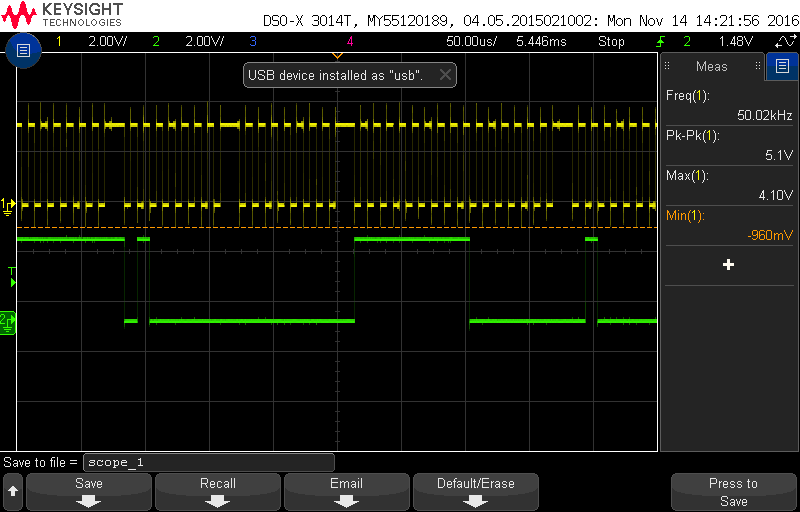 KEYSIGHT
TECHNOLOGIES
DSO-X 3014T, MY55120189, 04.05.2015021002: Mon Nov 14 14:21:56 2016
1 2.00V/ 2 2.00V/ 3 4 50.00us/ 5.446ms Stop 2 1.48V
USB device installed as "usb".
Meas
Freq(1):
50.02kHz
Pk-Pk(1):
5.1V
Max(1):
4.10V
Min(1):
-960mV
+
1
T
2
Save to file = scope_1
Save Recall Email Default/Erase Press to
Save